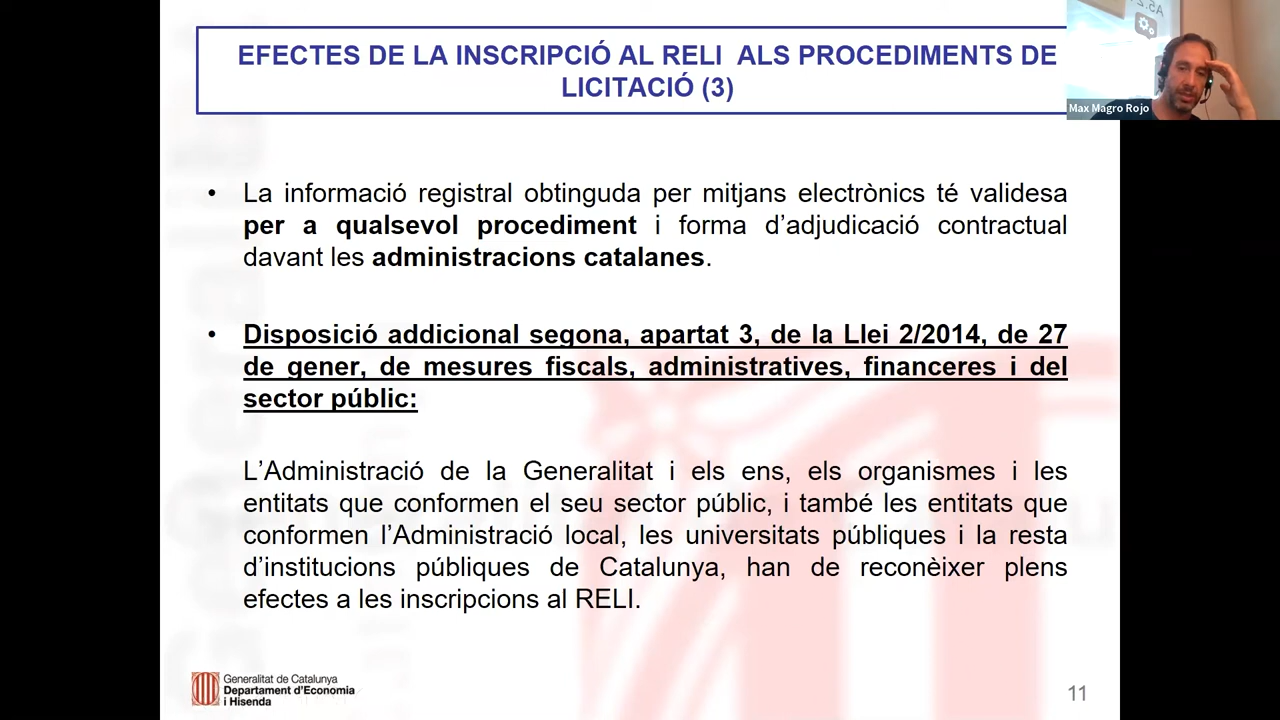 EFECTES DE LA INSCRIPCIÓ AL RELI ALS PROCEDIMENTS DE
LICITACIÓ (3)
Max Magro Rojo
• La informació registral obtinguda per mitjans electrònics té validesa
per a qualsevol procediment i forma d’adjudicació contractual
davant les administracions catalanes.
• Disposició addicional segona, apartat 3, de la Llei 2/2014, de 27
de gener, de mesures fiscals, administratives, financeres i del
sector públic:
L’Administració de la Generalitat i els ens, els organismes i les
entitats que conformen el seu sector públic, i també les entitats que
conformen l’Administració local, les universitats públiques i la resta
d’institucions públiques de Catalunya, han de reconèixer plens
efectes a les inscripcions al RELI.
Generalitat de Catalunya
Departament d’Economia
i Hisenda
11